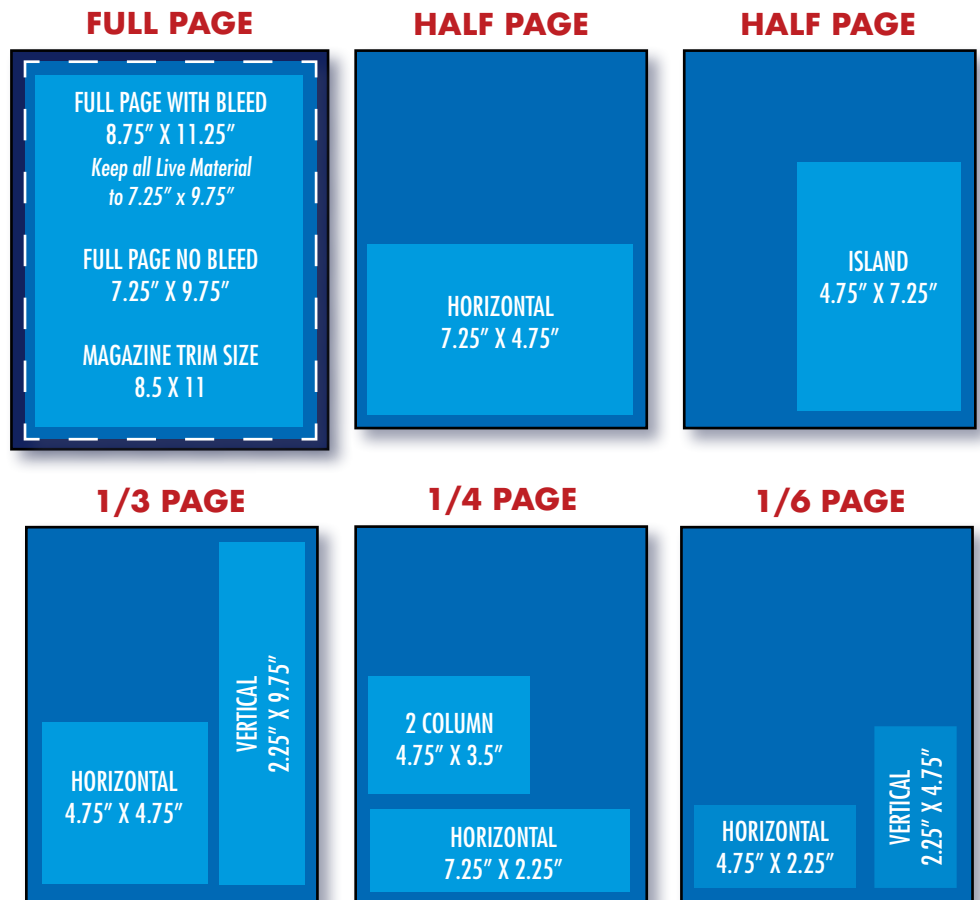 FULL PAGE
FULL PAGE WITH BLEED
8.75” X 11.25”
Keep all Live Material
to 7.25” x 9.75”
FULL PAGE NO BLEED
7.25” X 9.75”
MAGAZINE TRIM SIZE
8.5 X 11
HALF PAGE
HORIZONTAL
7.25” X 4.75”
HALF PAGE
ISLAND
4.75” X 7.25”
1/3 PAGE
HORIZONTAL
4.75” X 4.75”
VERTICAL
2.25” X 9.75”
1/4 PAGE
2 COLUMN
4.75” X 3.5”
HORIZONTAL
7.25” X 2.25”
1/6 PAGE
HORIZONTAL
4.75” X 2.25”
VERTICAL
2.25” X 4.75”